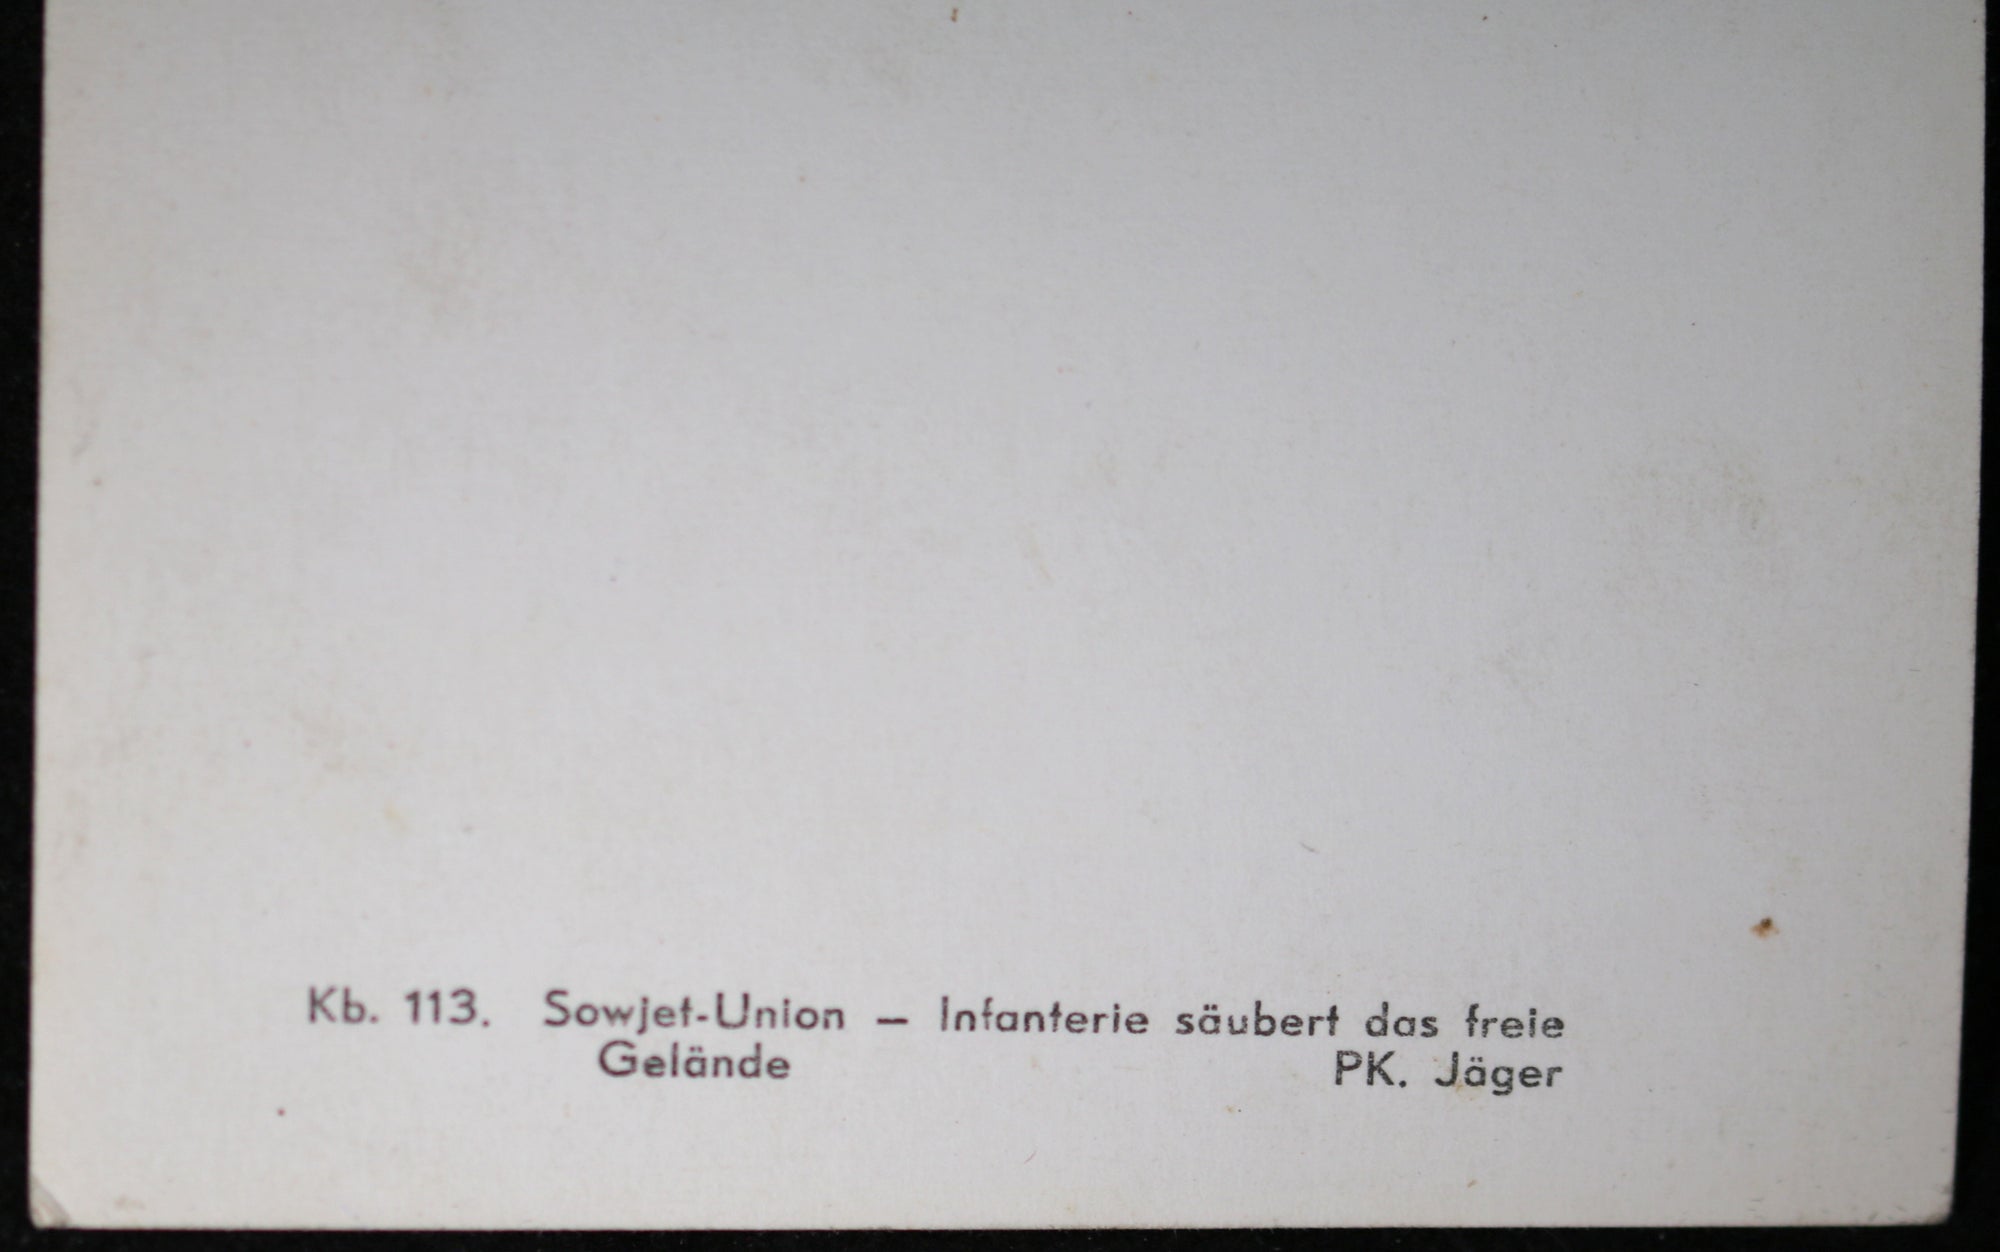 Kb. 113. Sowjet-Union – Infanterie säubert das freie
Gelände PK. Jäger